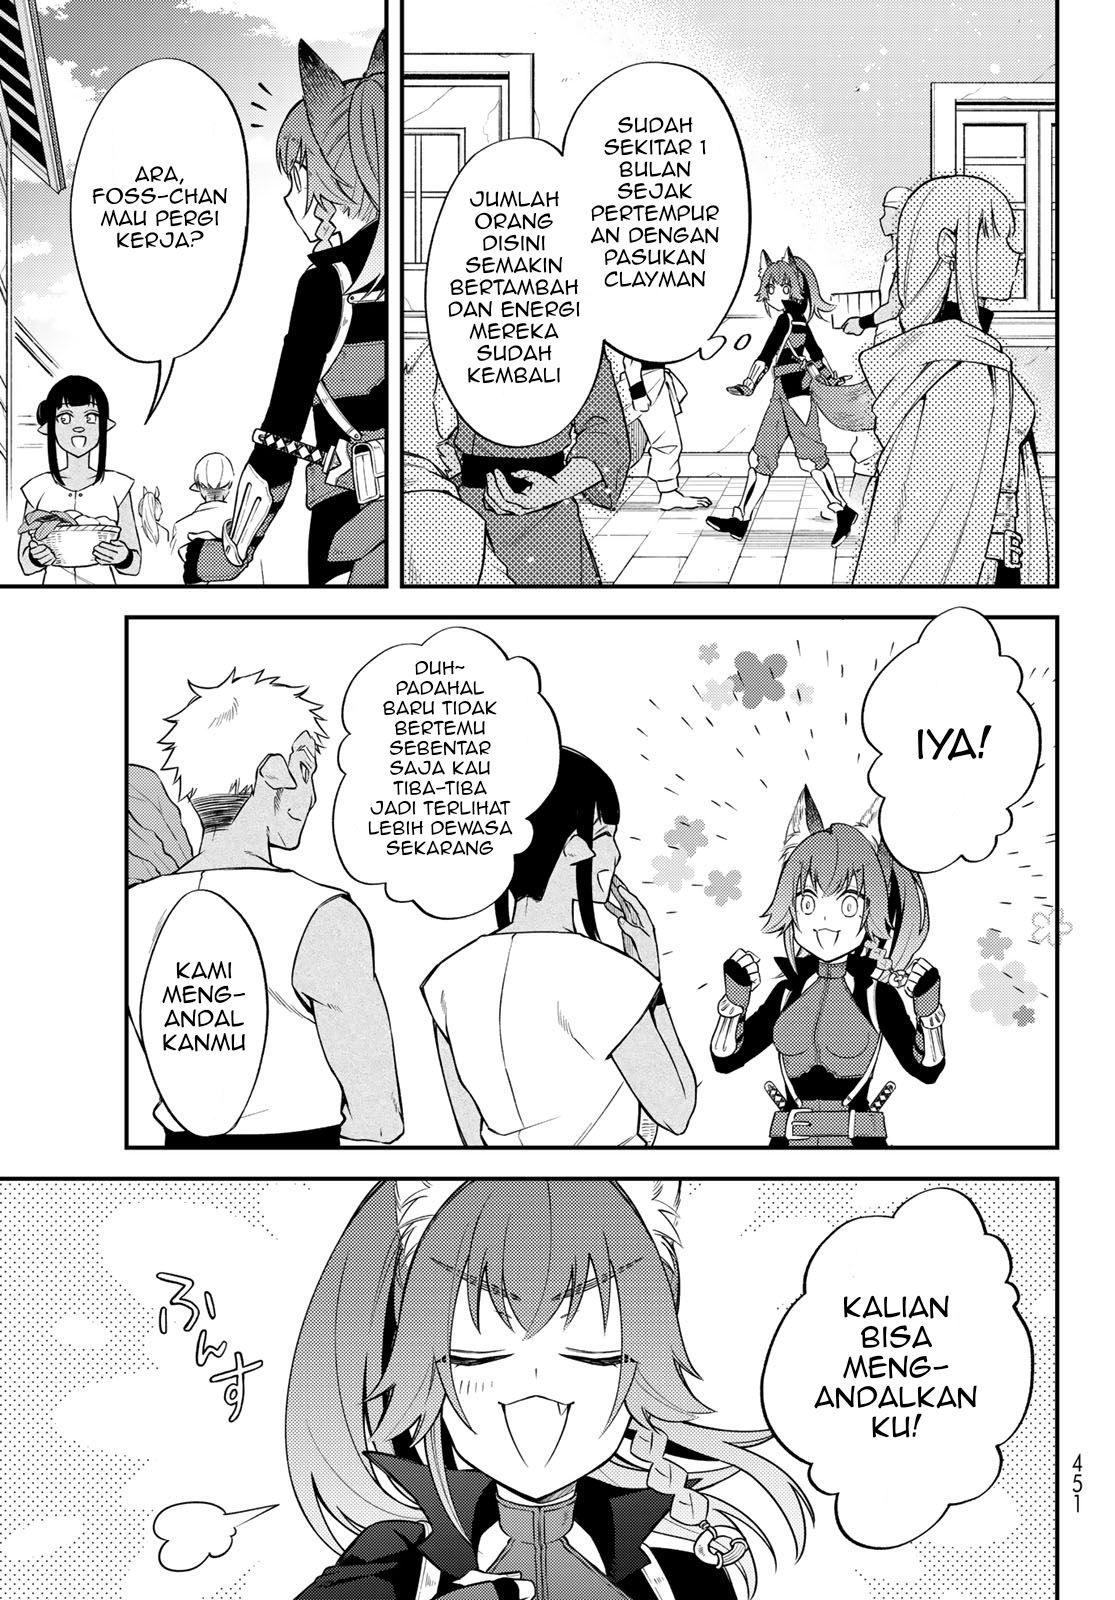 SUDAH
SEKITAR 1
BULAN
SEJAK
PERTEMPUR
AN DENGAN
PASUKAN
CLAYMAN
JUMLAH
ORANG
DISINI
SEMAKIN
BERTAMBAH
DAN ENERGI
MEREKA
SUDAH
KEMBALI
ARA,
FOSS-CHAN
MAU PERGI
KERJA?
IYA!
DUH~
PADAHAL
BARU TIDAK
BERTEMU
SEBENTAR
SAJA KAU
TIBA-TIBA
JADI TERLIHAT
LEBIH DEWASA
SEKARANG
KAMI
MENG-
ANDAL
KANMU
KALIAN
BISA
MENG-
ANDALKAN
KU!
ふんす
451